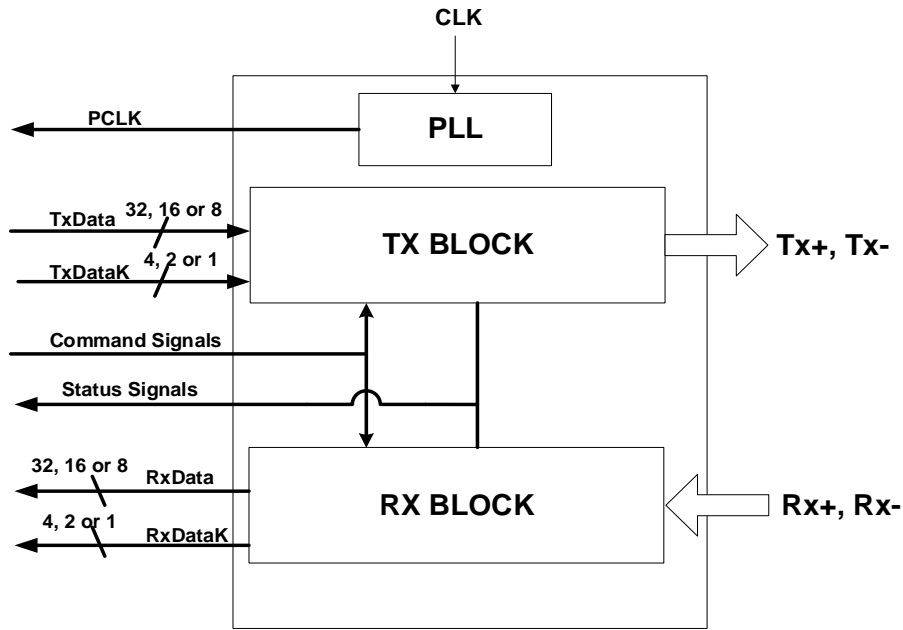 CLK
PCLK
PLL
32, 16 or 8
TxData
TX BLOCK
Tx+, Tx-
4, 2 or 1
TxDataK
Command Signals
Status Signals
32, 16 or 8
RxData
RX BLOCK
Rx+, Rx-
4, 2 or 1
RxDataK